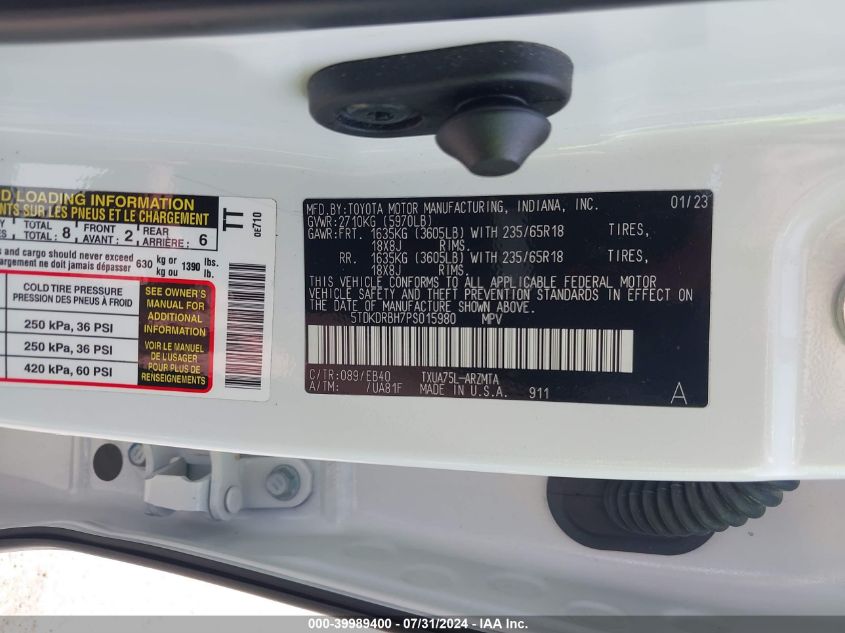 D LOADING INFORMATION
NTS SUR LES PNEUS ET LE CHARGEMENT
TOTAL 8 FRONT 2 REAR 6
TOTAL : AVANT : ARRIÈRE :
TT
0E710
s and cargo should never exceed 630 kg or 1390 lbs.
rgement ne doit jamais dépasser kg ou lb.
COLD TIRE PRESSURE
PRESSION DES PNEUS À FROID
250 kPa, 36 PSI
250 kPa, 36 PSI
420 kPa, 60 PSI
SEE OWNER'S
MANUAL FOR
ADDITIONAL
INFORMATION
VOIR LE MANUEL
DE L'USAGER
POUR PLUS DE
RENSEIGNEMENTS
MFD.BY:TOYOTA MOTOR MANUFACTURING, INDIANA, INC. 01/23
GVWR:2710KG (5970LB)
GAWR:FRT. 1635KG (3605LB) WITH 235/65R18 TIRES,
18X8J RIMS.
RR. 1635KG (3605LB) WITH 235/65R18 TIRES,
18X8J RIMS.
THIS VEHICLE CONFORMS TO ALL APPLICABLE FEDERAL MOTOR
VEHICLE SAFETY AND THEFT PREVENTION STANDARDS IN EFFECT ON
THE DATE OF MANUFACTURE SHOWN ABOVE.
5TDKDRBH7PS015980 MPV
C/TR:089/EB40 TXUA75L-ARZMTA
A/TM: /UA81F MADE IN U.S.A. 911
A
000-39989400 - 07/31/2024 - IAANS_ARZ_IMTA.